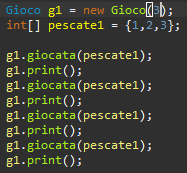 Gioco g1 = new Gioco(3);
int[] pescate1 = {1,2,3};
g1.giocata(pescate1);
g1.print();
g1.giocata(pescate1);
g1.print();
g1.giocata(pescate1);
g1.print();
g1.giocata(pescate1);
g1.print();